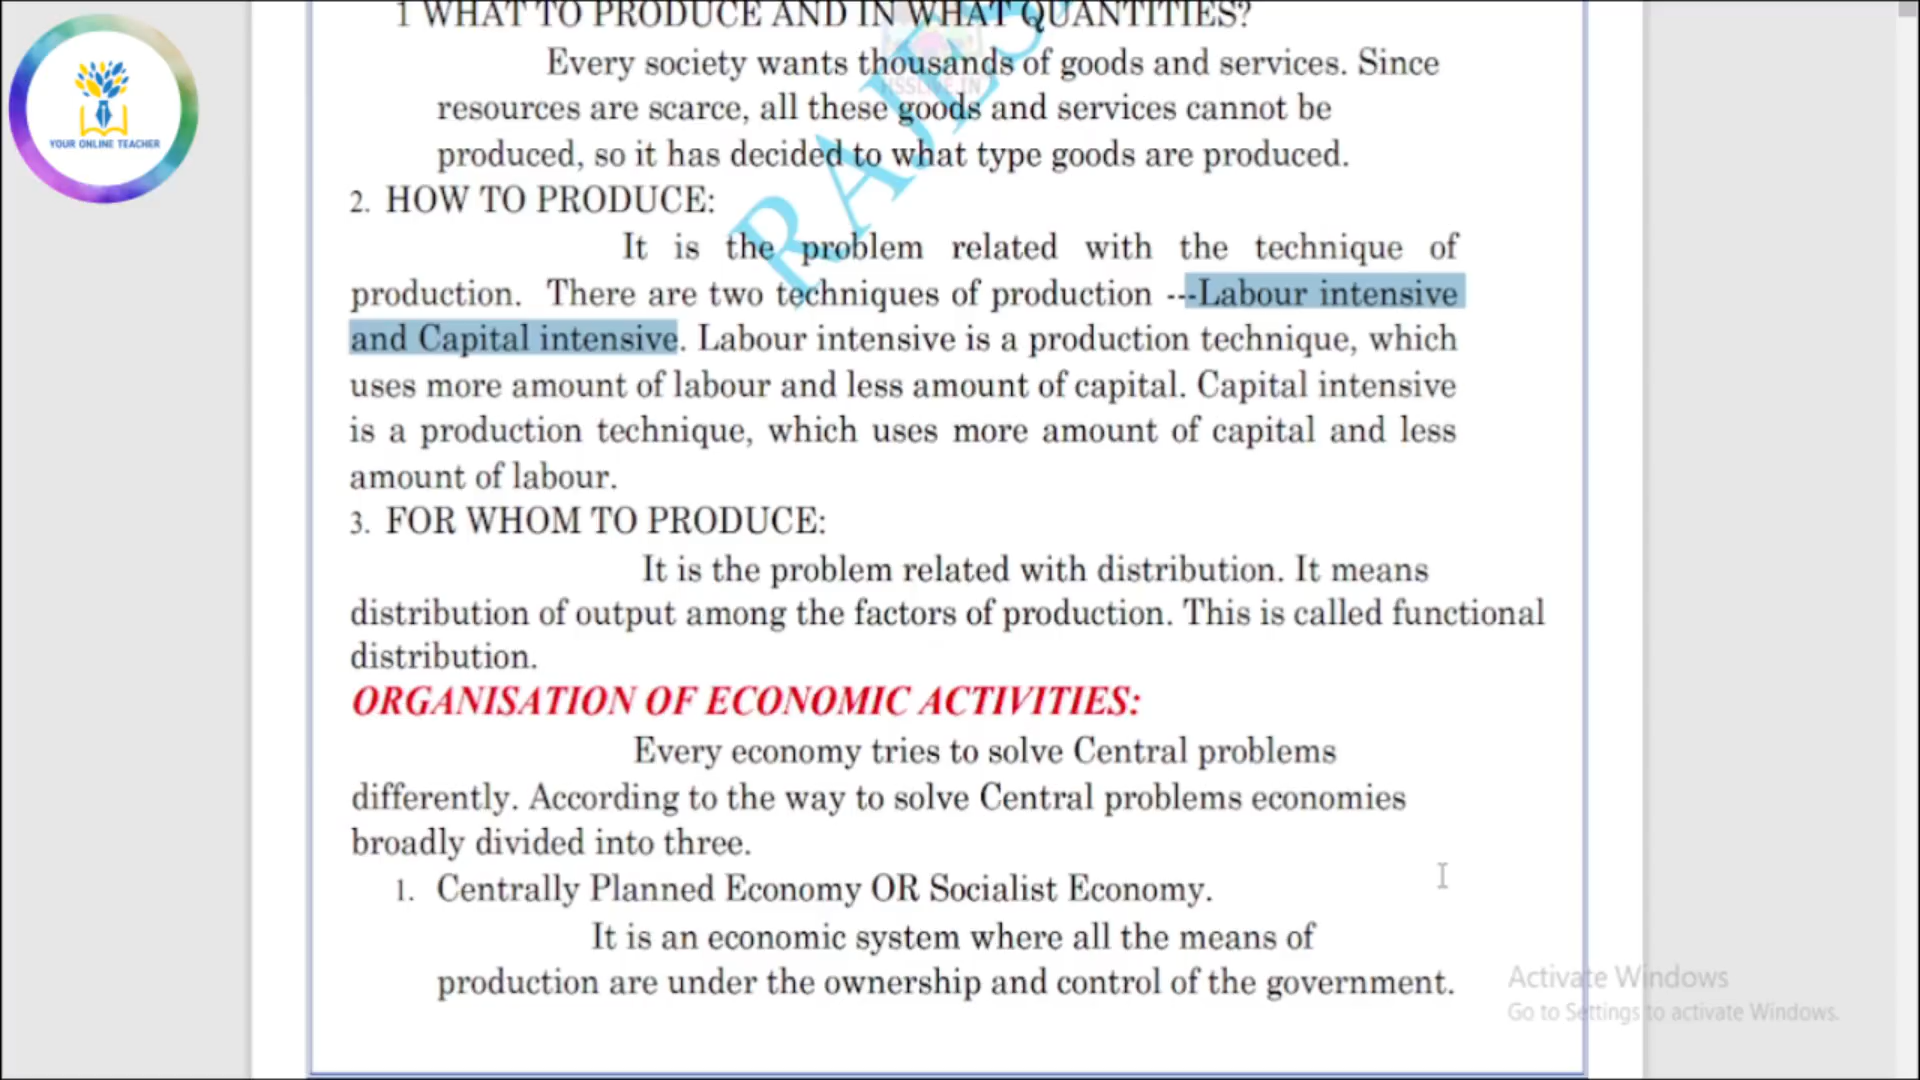 1 WHAT TO PRODUCE AND IN WHAT QUANTITIES?
Every society wants thousands of goods and services. Since
resources are scarce, all these goods and services cannot be
produced, so it has decided to what type goods are produced.
2. HOW TO PRODUCE:
It is the problem related with the technique of
production. There are two techniques of production ---Labour intensive
and Capital intensive. Labour intensive is a production technique, which
uses more amount of labour and less amount of capital. Capital intensive
is a production technique, which uses more amount of capital and less
amount of labour.
3. FOR WHOM TO PRODUCE:
It is the problem related with distribution. It means
distribution of output among the factors of production. This is called functional
distribution.
ORGANISATION OF ECONOMIC ACTIVITIES:
Every economy tries to solve Central problems
differently. According to the way to solve Central problems economies
broadly divided into three.
1. Centrally Planned Economy OR Socialist Economy.
It is an economic system where all the means of
production are under the ownership and control of the government.
YOUR ONLINE TEACHER
HSSLIVE.IN
Activate Windows
Go to Settings to activate Windows.